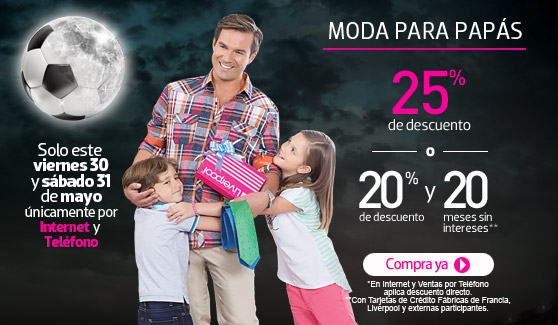 MODA PARA PAPÁS
Solo este
viernes 30
y sábado 31
de mayo
únicamente por
Internet y
Teléfono
Liverpool
25%
de descuento
o
20% y 20
de descuento
meses sin
intereses**
Compra ya
*En Internet y Ventas por Teléfono
aplica descuento directo.
**Con Tarjetas de Crédito Fábricas de Francia,
Liverpool y externas participantes.